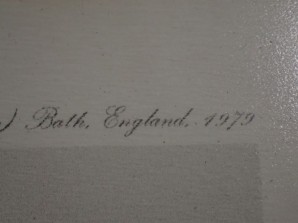 ) Bath, England, 1979